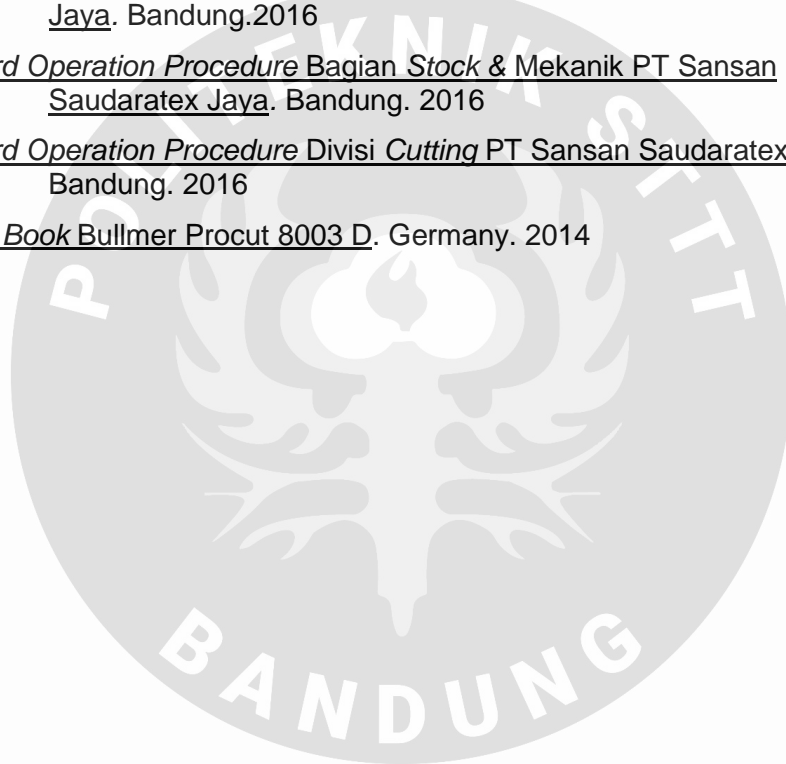 Jaya. Bandung.2016
rd Operation Procedure Bagian Stock & Mekanik PT Sansan
Saudaratex Jaya. Bandung. 2016
rd Operation Procedure Divisi Cutting PT Sansan Saudaratex
Bandung. 2016
Book Bullmer Procut 8003 D. Germany. 2014
POLITEKNIK STTT
BANDUNG